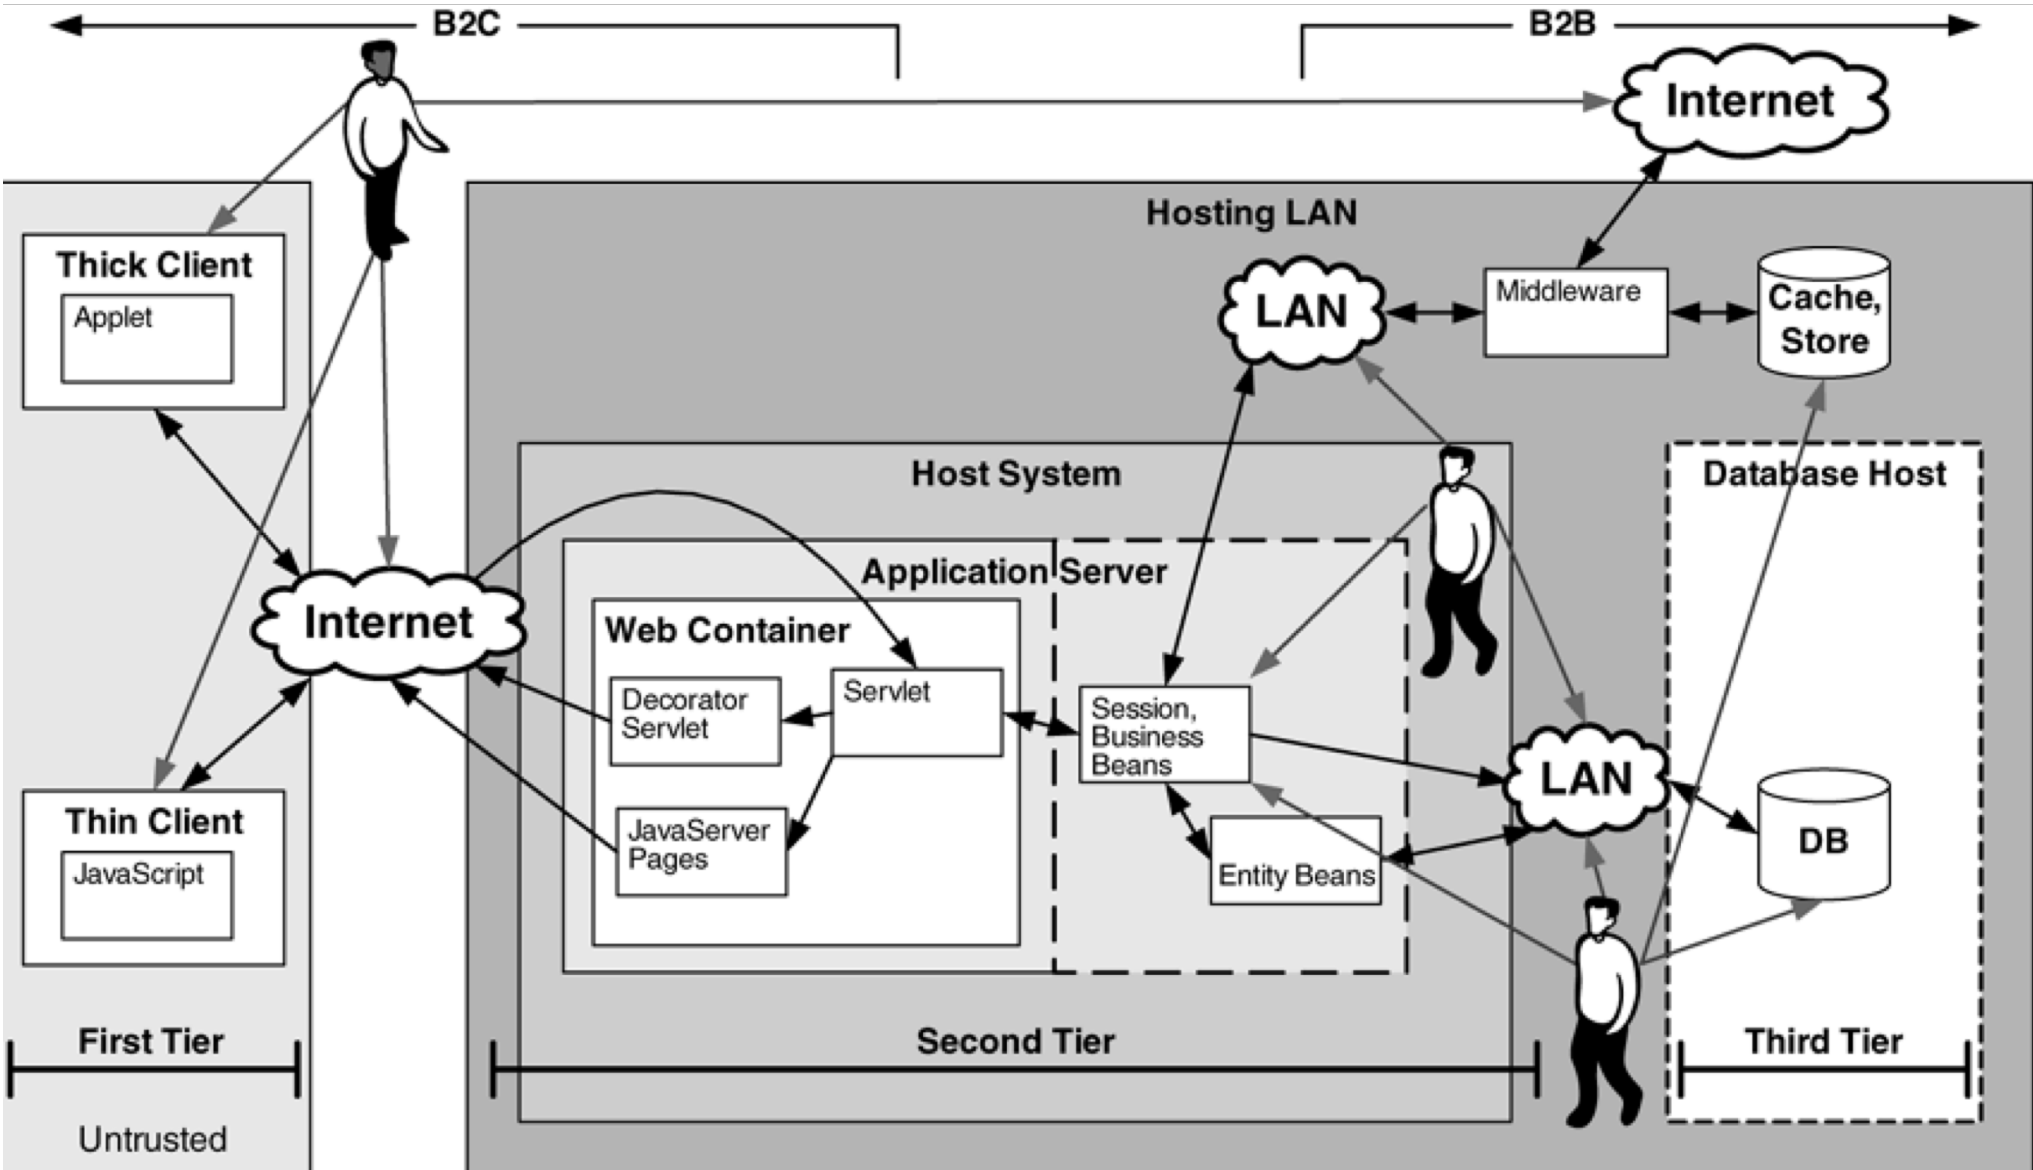 B2C
B2B
Internet
Hosting LAN
Thick Client
Applet
LAN
Middleware
Cache,
Store
Host System
Database Host
Application Server
Internet
Web Container
Decorator
Servlet
Servlet
Session,
Business
Beans
LAN
Thin Client
JavaScript
JavaServer
Pages
Entity Beans
DB
First Tier
Second Tier
Third Tier
Untrusted